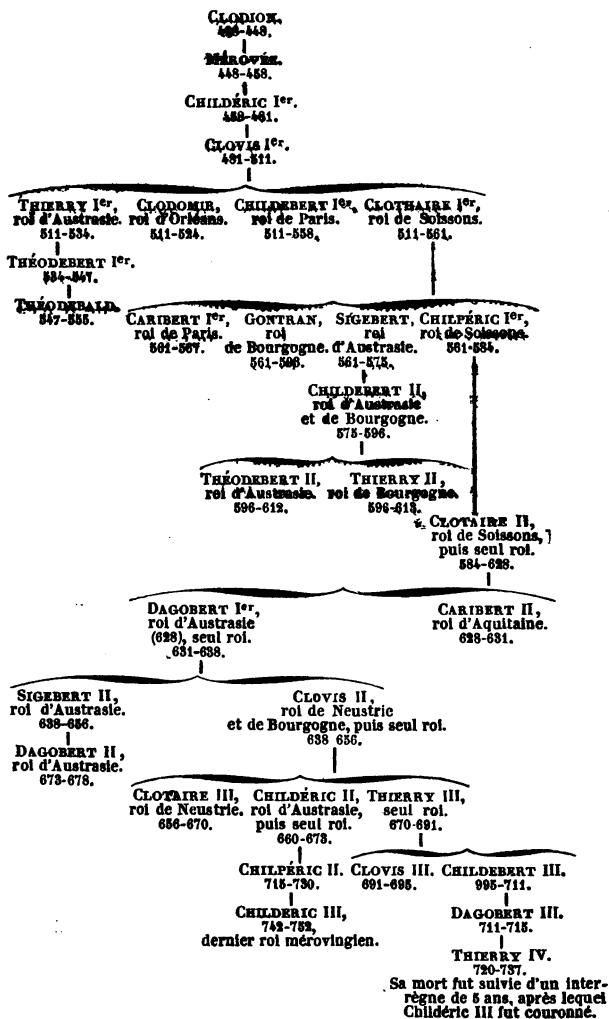 CLODION.
448.
MÉROVÉE.
448-458.
CHILDÉRIC Ier.
458-481.
CLOVIS Ier.
481-511.
THIERRY Ier, CLODOMIR, CHILDEBERT Ier, CLOTHAIRE Ier,
roi d'Austrasie. roi d'Orléans. roi de Paris. roi de Soissons.
511-534. 511-524. 511-558. 511-561.
THÉODEBERT Ier.
534-547.
THÉODEBALD.
547-555.
CARIBERT Ier, GONTRAN, SIGEBERT, CHILPÉRIC Ier,
roi de Paris. roi roi roi de Soissons.
561-567. de Bourgogne. d'Austrasie. 561-584.
561-593. 561-575.
CHILDEBERT II,
roi d'Austrasie
et de Bourgogne.
575-596.
THÉODEBERT II, THIERRY II,
roi d'Austrasie. roi de Bourgogne.
596-612. 596-613.
CLOTAIRE II,
roi de Soissons,
puis seul roi.
584-628.
DAGOBERT Ier, CARIBERT II,
roi d'Austrasie roi d'Aquitaine.
(628), seul roi. 628-631.
631-638.
SIGEBERT II, CLOVIS II,
roi d'Austrasie. roi de Neustrie
638-656. et de Bourgogne, puis seul roi.
DAGOBERT II, 638 656.
roi d'Austrasie.
673-678.
CLOTAIRE III, CHILDÉRIC II, THIERRY III,
roi de Neustrie. roi d'Austrasie, seul roi.
656-670. puis seul roi. 670-691.
660-673.
CHILPÉRIC II. CLOVIS III. CHILDEBERT III.
715-730. 691-695. 995-711.
CHILDÉRIC III, DAGOBERT III.
742-752, 711-715.
dernier roi mérovingien.
THIERRY IV.
720-737.
Sa mort fut suivie d'un inter-
règne de 5 ans, après lequel
Childéric III fut couronné.